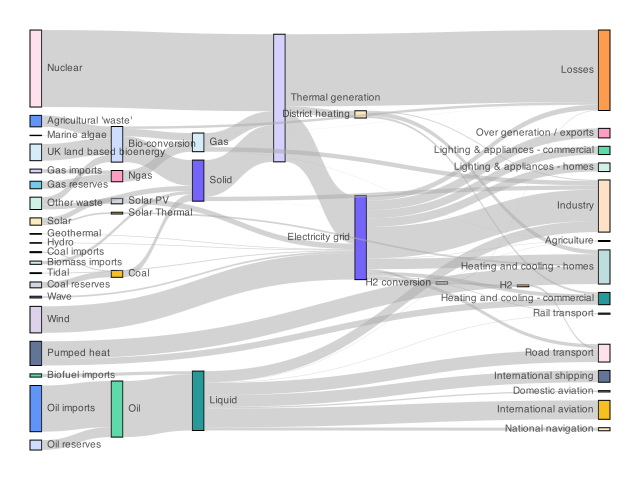 Nuclear
Agricultural 'waste'
Marine algae
UK land based bioenergy
Gas imports
Gas reserves
Other waste
Solar
Geothermal
Hydro
Coal imports
Biomass imports
Tidal
Coal reserves
Wave
Wind
Pumped heat
Biofuel imports
Oil imports
Oil reserves
Bio-conversion
Ngas
Solar PV
Solar Thermal
Coal
Oil
Gas
Solid
Liquid
Thermal generation
District heating
Electricity grid
H2 conversion
H2
Losses
Over generation / exports
Lighting & appliances - commercial
Lighting & appliances - homes
Industry
Agriculture
Heating and cooling - homes
Heating and cooling - commercial
Rail transport
Road transport
International shipping
Domestic aviation
International aviation
National navigation